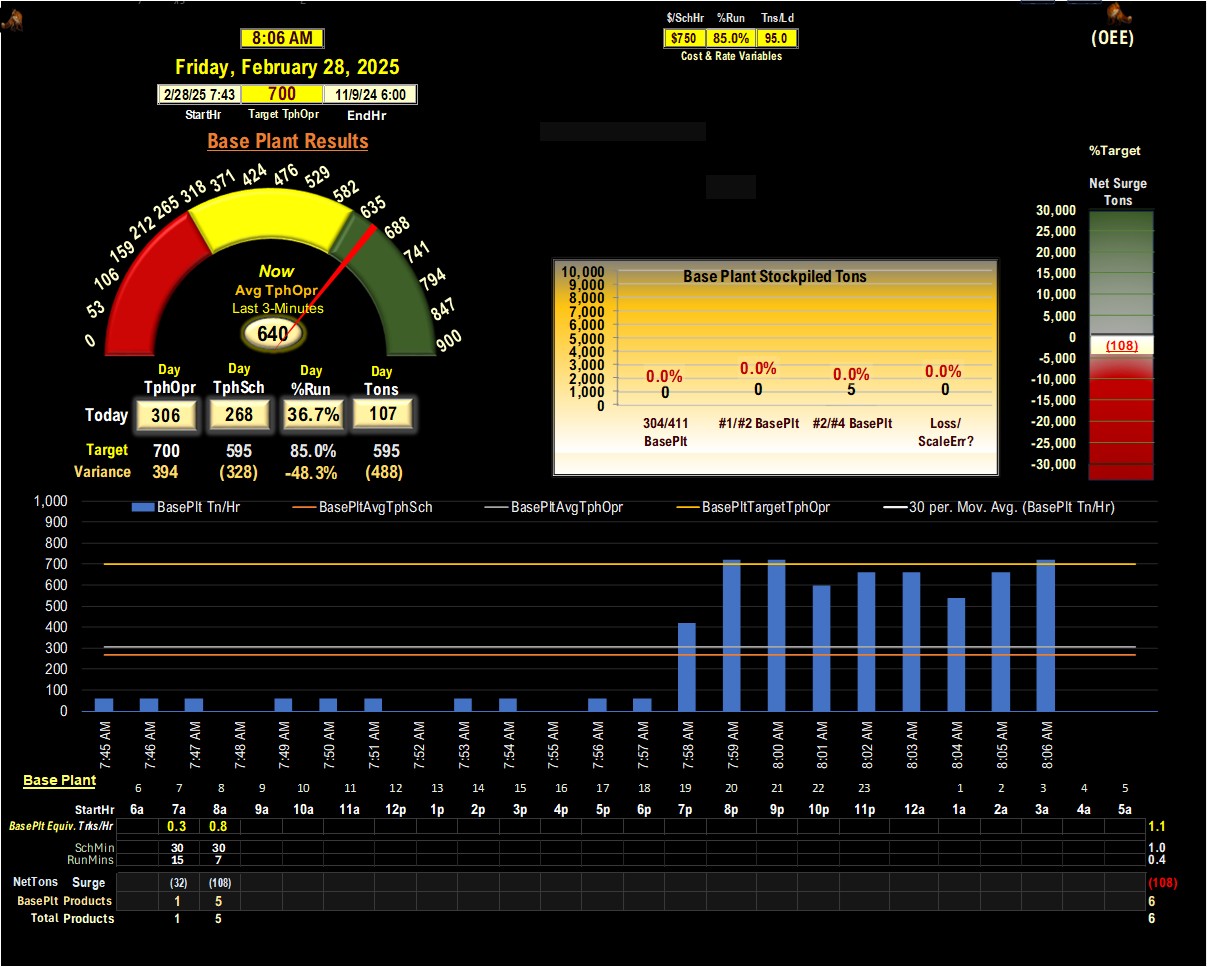 $/SchHr %Run Tns/Ld
8:06 AM
$750 85.0% 95.0
(OEE)
Cost & Rate Variables
Friday, February 28, 2025
2/28/25 7:43 700 11/9/24 6:00
StartHr Target TphOpr EndHr
Base Plant Results
0 53 106 159 212 265 318 371 424 476 529 582 635 688 741 794 847 900
Now
Avg TphOpr
Last 3-Minutes
640
Day Day Day Day
TphOpr TphSch %Run Tons
Today 306 268 36.7% 107
Target 700 595 85.0% 595
Variance 394 (328) -48.3% (488)
Base Plant Stockpiled Tons
10,000
9,000
8,000
7,000
6,000
5,000
4,000
3,000
2,000
1,000
0
0.0% 0.0% 0.0% 0.0%
0 0 5 0
304/411 BasePlt
#1/#2 BasePlt
#2/#4 BasePlt
Loss/ ScaleErr?
%Target
Net Surge
Tons
30,000
25,000
20,000
15,000
10,000
5,000
0
(108)
-5,000
-10,000
-15,000
-20,000
-25,000
-30,000
BasePlt Tn/Hr BasePltAvgTphSch BasePltAvgTphOpr BasePltTargetTphOpr 30 per. Mov. Avg. (BasePlt Tn/Hr)
1,000
900
800
700
600
500
400
300
200
100
0
7:45 AM 7:46 AM 7:47 AM 7:48 AM 7:49 AM 7:50 AM 7:51 AM 7:52 AM 7:53 AM 7:54 AM 7:55 AM 7:56 AM 7:57 AM 7:58 AM 7:59 AM 8:00 AM 8:01 AM 8:02 AM 8:03 AM 8:04 AM 8:05 AM 8:06 AM
Base Plant
6 7 8 9 10 11 12 13 14 15 16 17 18 19 20 21 22 23 1 2 3 4 5
StartHr 6a 7a 8a 9a 10a 11a 12p 1p 2p 3p 4p 5p 6p 7p 8p 9p 10p 11p 12a 1a 2a 3a 4a 5a
BasePlt Equiv. Trks/Hr 0.3 0.8 1.1
SchMin 30 30 1.0
RunMins 15 7 0.4
NetTons Surge (32) (108) (108)
BasePlt Products 1 5 6
Total Products 1 5 6